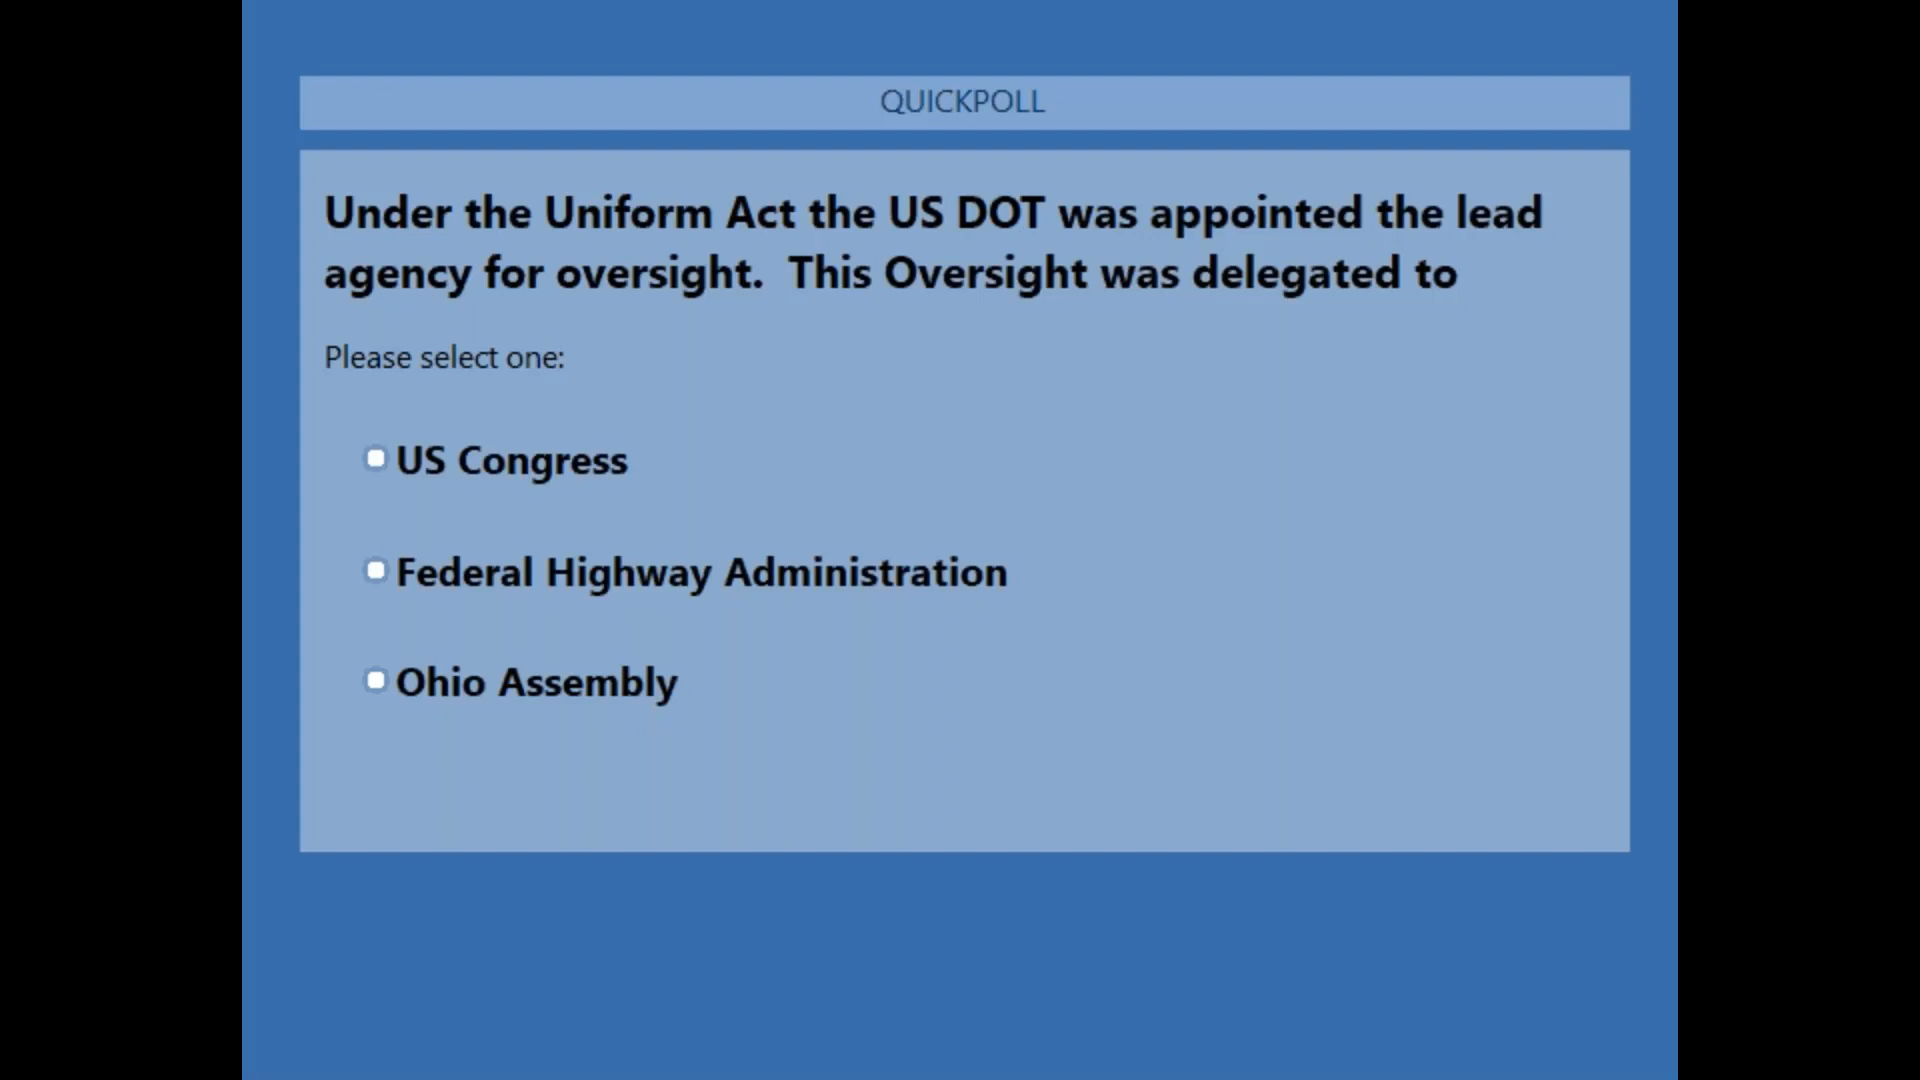 QUICKPOLL
Under the Uniform Act the US DOT was appointed the lead
agency for oversight.  This Oversight was delegated to
Please select one:
US Congress
Federal Highway Administration
Ohio Assembly